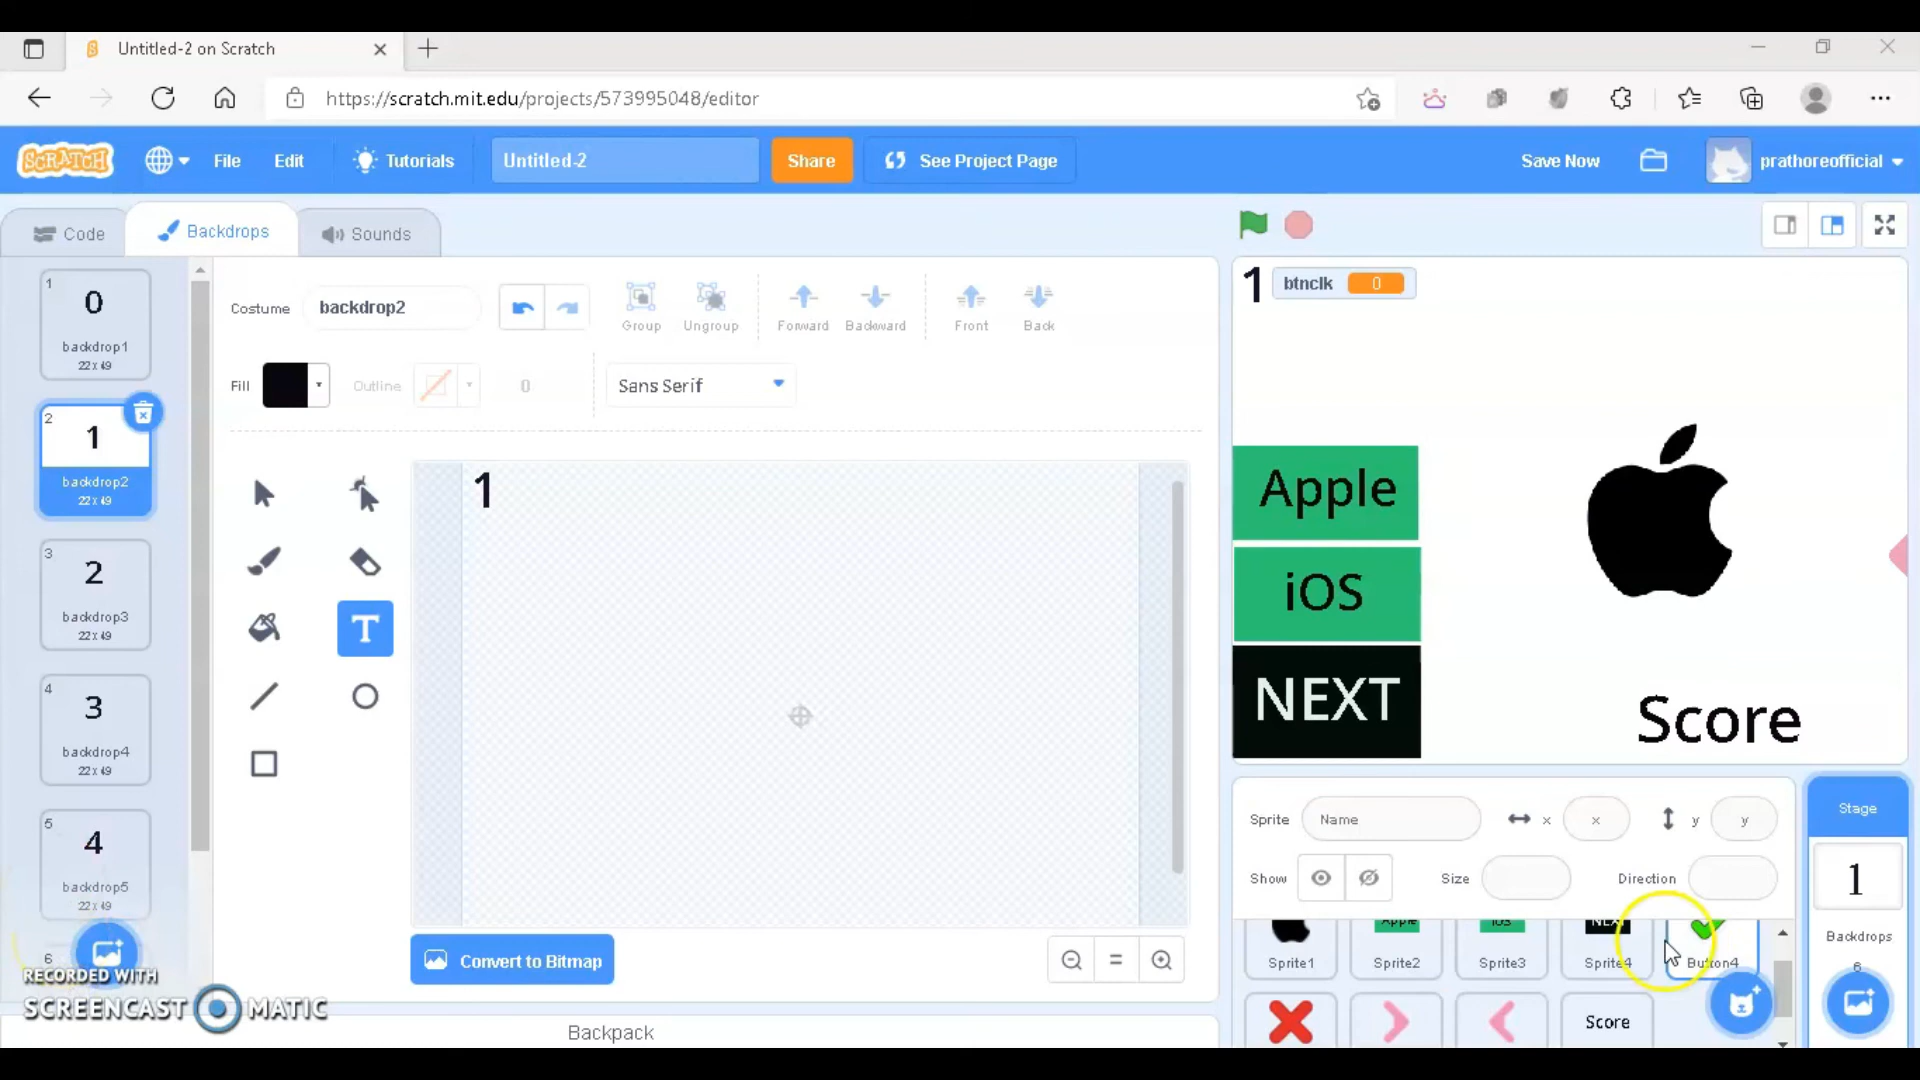 Untitled-2 on Scratch
https://scratch.mit.edu/projects/573995048/editor
SCRATCH
File
Edit
Tutorials
Untitled-2
Share
See Project Page
Save Now
prathoreofficial
Code
Backdrops
Sounds
1
0
backdrop1
22 x 49
2
1
backdrop2
22 x 49
3
2
backdrop3
22 x 49
4
3
backdrop4
22 x 49
5
4
backdrop5
22 x 49
6
Costume
backdrop2
Group
Ungroup
Forward
Backward
Front
Back
Fill
Outline
0
Sans Serif
T
1
Convert to Bitmap
Backpack
1
btnclk 0
Apple
iOS
NEXT
Score
Sprite
Name
x
x
y
y
Show
Size
Direction
Apple
iOS
NEXT
Sprite1
Sprite2
Sprite3
Sprite4
Button4
Score
Stage
1
Backdrops
6
RECORDED WITH
SCREENCAST MATIC